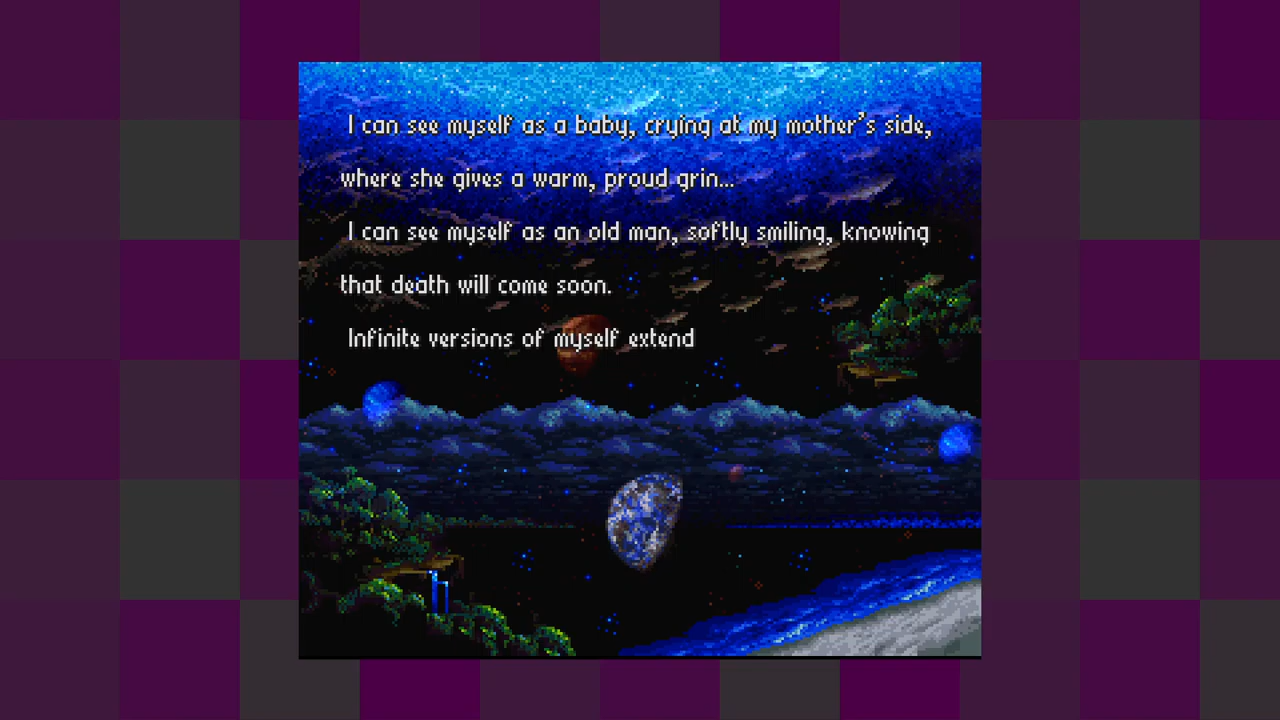 I can see myself as a baby, crying at my mother's side,
where she gives a warm, proud grin...
I can see myself as an old man, softly smiling, knowing
that death will come soon.
Infinite versions of myself extend